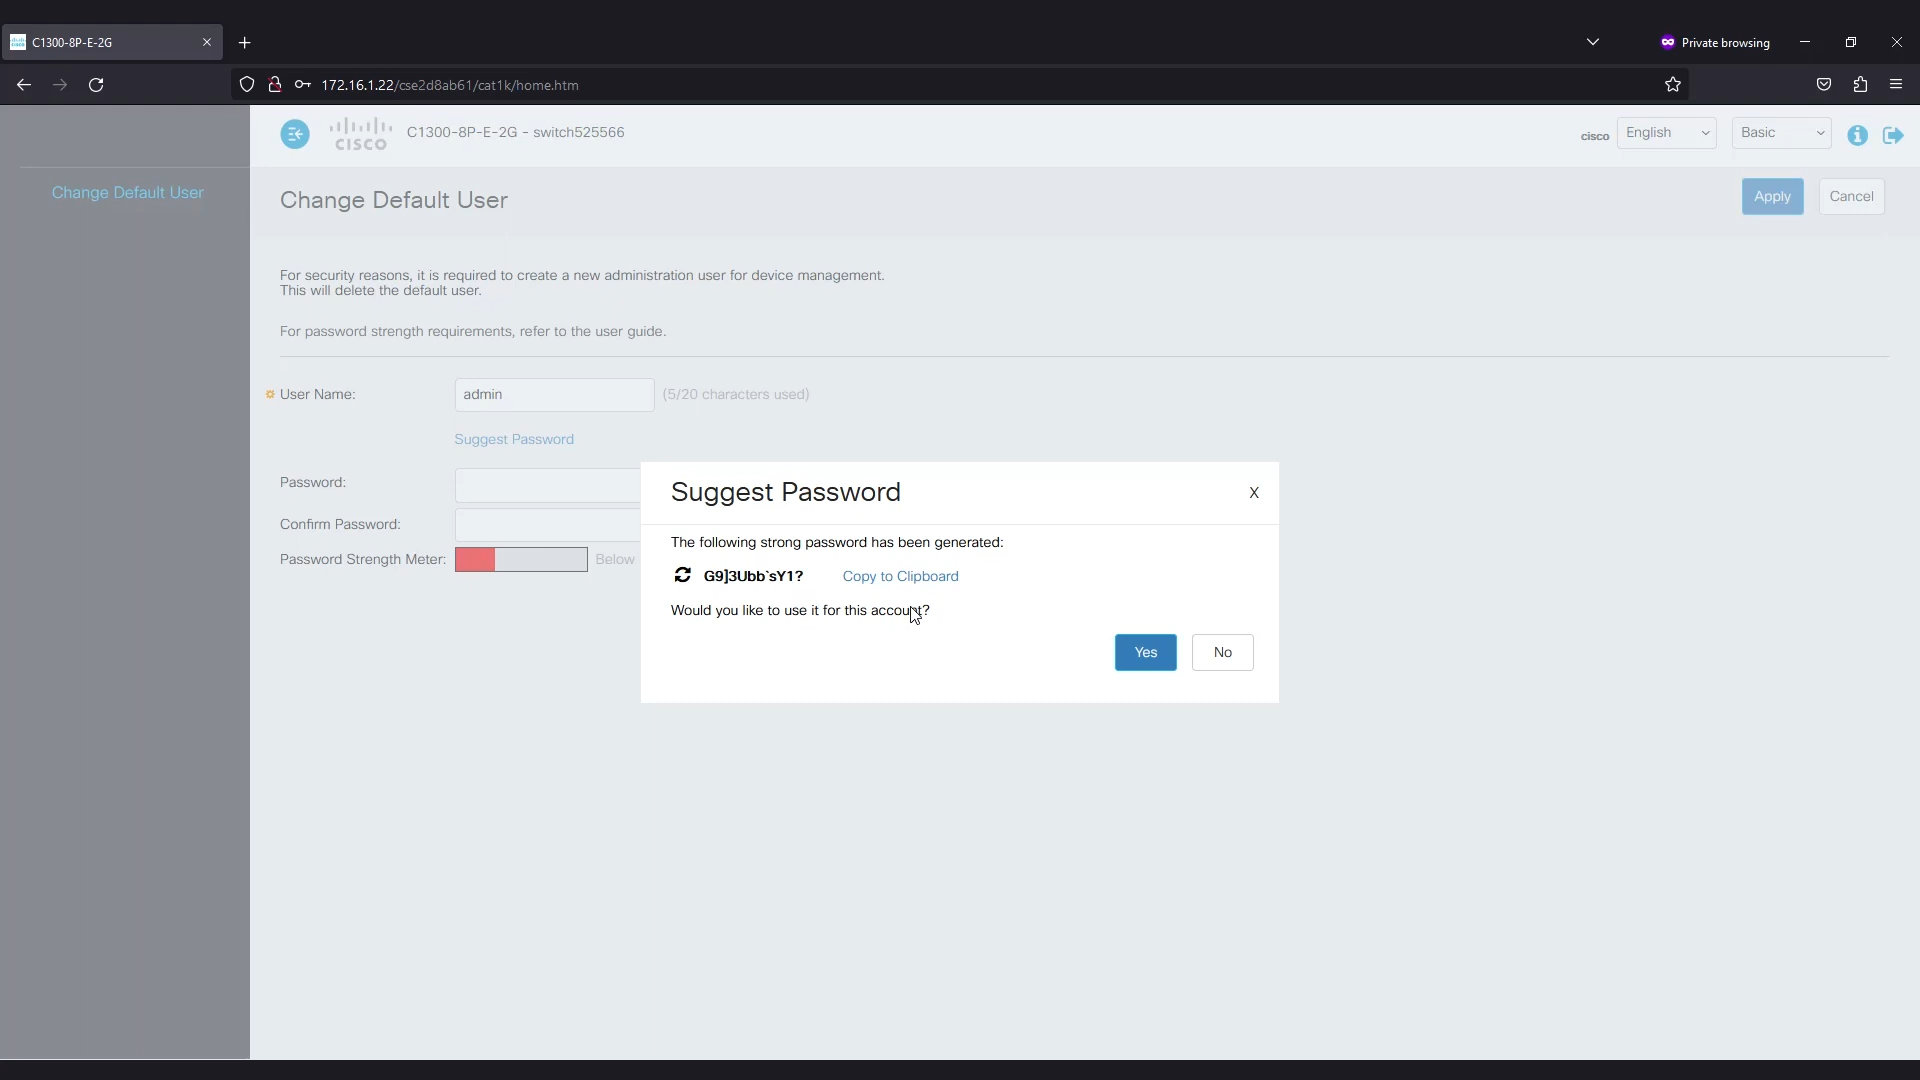 C1300-8P-E-2G
Private browsing
172.16.1.22/cse2d8ab61/cat1k/home.htm
CISCO
C1300-8P-E-2G - switch525566
cisco
English
Basic
Change Default User
Change Default User
Apply
Cancel
For security reasons, it is required to create a new administration user for device management.
This will delete the default user.
For password strength requirements, refer to the user guide.
User Name:
admin
(5/20 characters used)
Suggest Password
Password:
Confirm Password:
Password Strength Meter:
Below
Suggest Password
X
The following strong password has been generated:
G9]3Ubb`sY1?
Copy to Clipboard
Would you like to use it for this account?
Yes
No